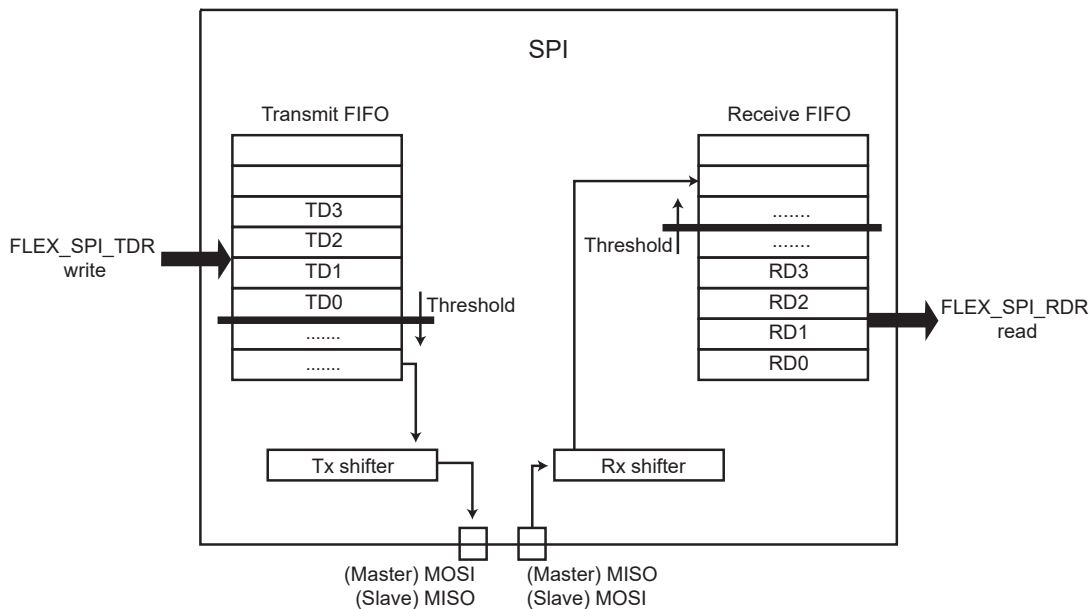 SPI
Transmit FIFO
TD3
TD2
TD1
TD0
.......
.......
FLEX_SPI_TDR
write
Threshold
Tx shifter
Receive FIFO
.......
.......
RD3
RD2
RD1
RD0
Threshold
FLEX_SPI_RDR
read
Rx shifter
(Master) MOSI
(Slave) MISO
(Master) MISO
(Slave) MOSI